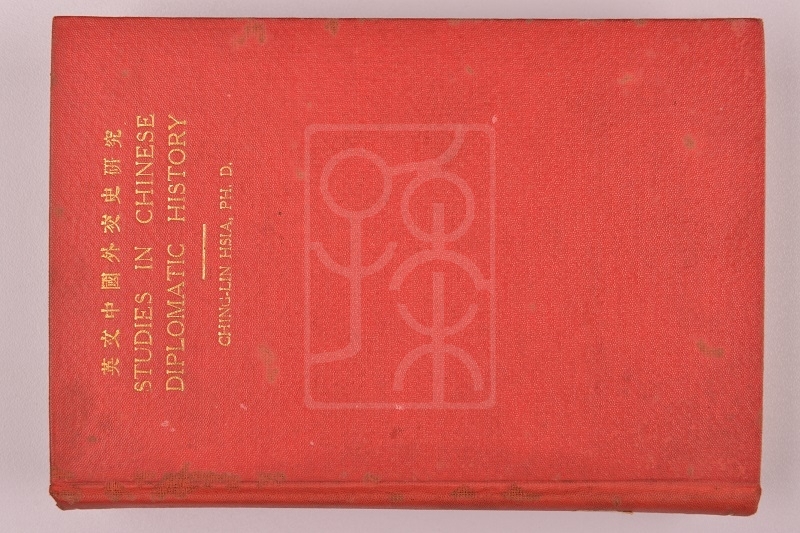 英文中國外交史研究
STUDIES IN CHINESE
DIPLOMATIC HISTORY
CHING-LIN HSIA, PH. D.